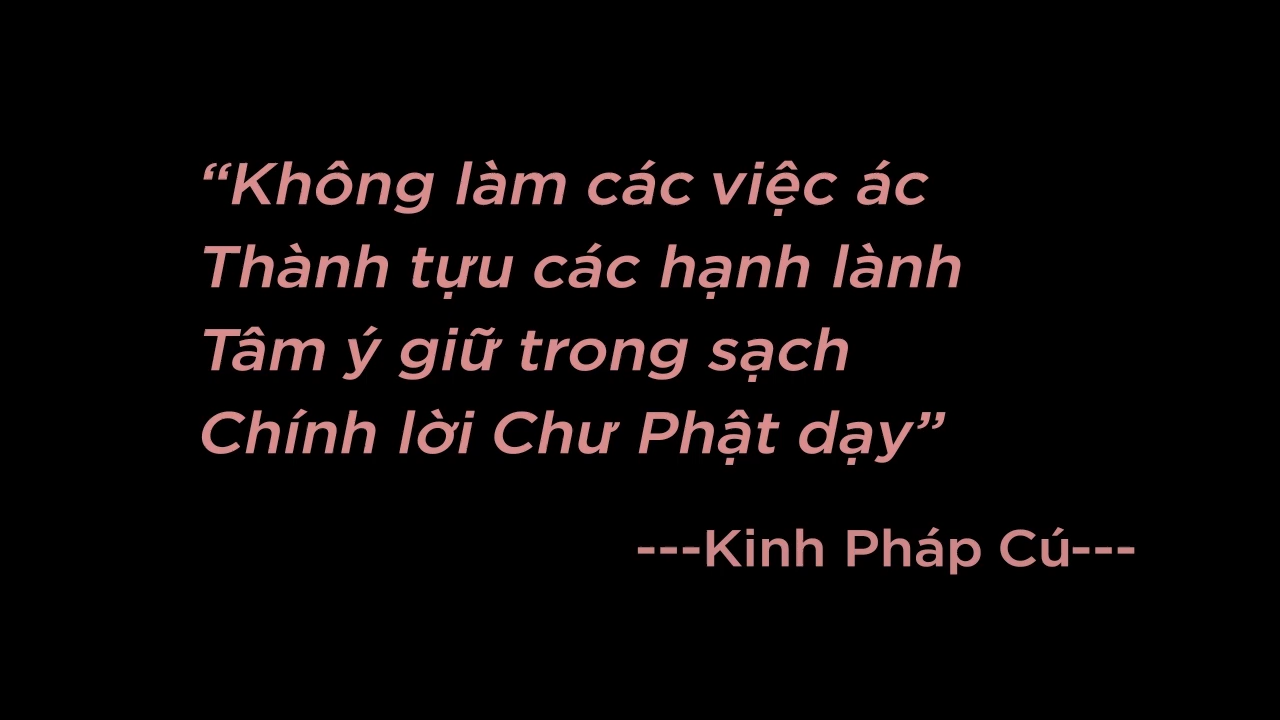 “Không làm các việc ác
Thành tựu các hạnh lành
Tâm ý giữ trong sạch
Chính lời Chư Phật dạy”
---Kinh Pháp Cú---